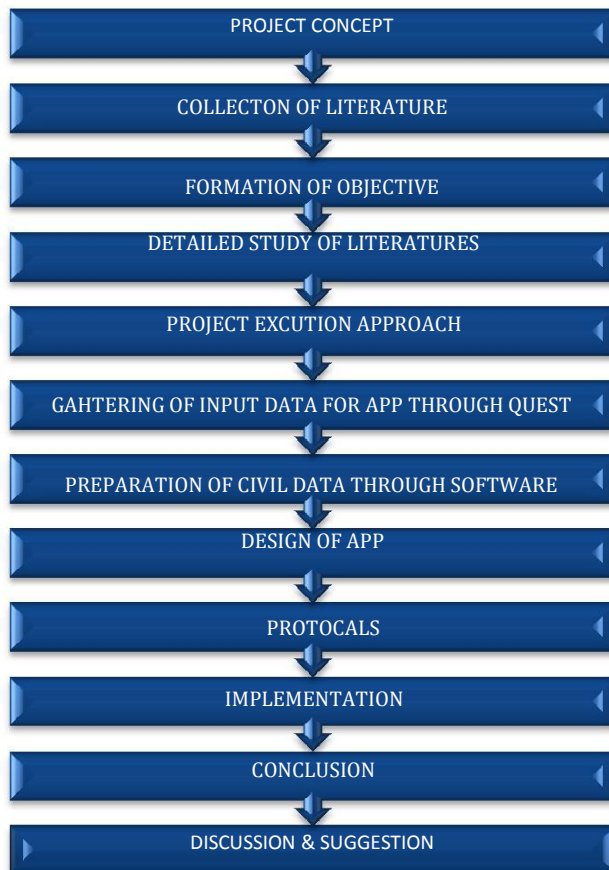 PROJECT CONCEPT
COLLECTON OF LITERATURE
FORMATION OF OBJECTIVE
DETAILED STUDY OF LITERATURES
PROJECT EXCUTION APPROACH
GAHTERING OF INPUT DATA FOR APP THROUGH QUEST
PREPARATION OF CIVIL DATA THROUGH SOFTWARE
DESIGN OF APP
PROTOCALS
IMPLEMENTATION
CONCLUSION
DISCUSSION & SUGGESTION